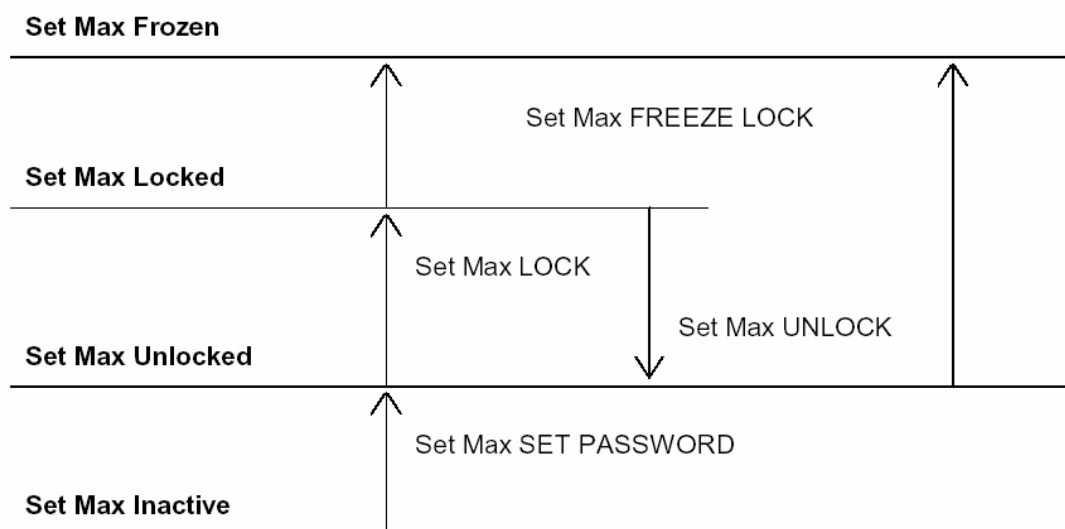 Set Max Frozen
Set Max FREEZE LOCK
Set Max Locked
Set Max LOCK
Set Max UNLOCK
Set Max Unlocked
Set Max SET PASSWORD
Set Max Inactive